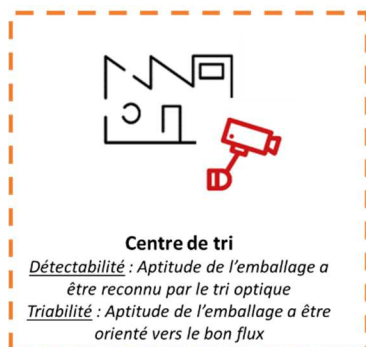 Centre de tri
Détectabilité : Aptitude de l'emballage a
être reconnu par le tri optique
Triabilité : Aptitude de l'emballage a être
orienté vers le bon flux